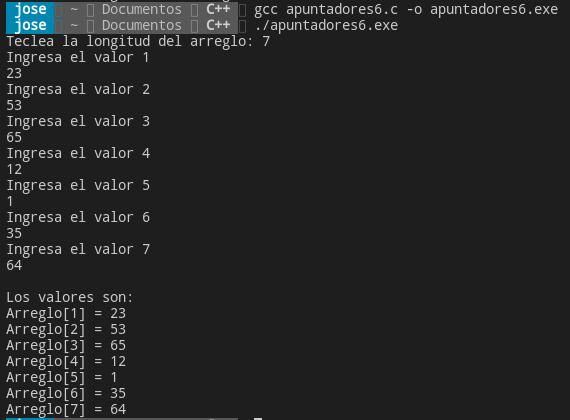 jose ~ Documentos C++ gcc apuntadores6.c -o apuntadores6.exe
jose ~ Documentos C++ ./apuntadores6.exe
Teclea la longitud del arreglo: 7
Ingresa el valor 1
23
Ingresa el valor 2
53
Ingresa el valor 3
65
Ingresa el valor 4
12
Ingresa el valor 5
1
Ingresa el valor 6
35
Ingresa el valor 7
64
Los valores son:
Arreglo[1] = 23
Arreglo[2] = 53
Arreglo[3] = 65
Arreglo[4] = 12
Arreglo[5] = 1
Arreglo[6] = 35
Arreglo[7] = 64